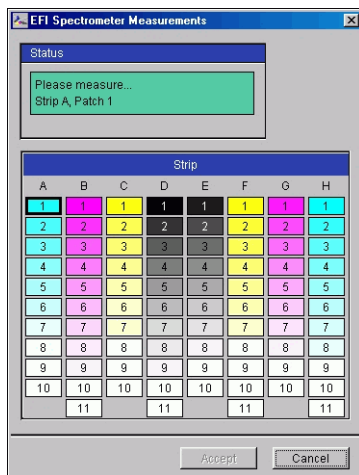 EFI Spectrometer Measurements
Status
Please measure...
Strip A, Patch 1
Strip
A B C D E F G H
1 1 1 1 1 1 1 1
2 2 2 2 2 2 2 2
3 3 3 3 3 3 3 3
4 4 4 4 4 4 4 4
5 5 5 5 5 5 5 5
6 6 6 6 6 6 6 6
7 7 7 7 7 7 7 7
8 8 8 8 8 8 8 8
9 9 9 9 9 9 9 9
10 10 10 10 10 10 10 10
11 11 11 11
Accept Cancel